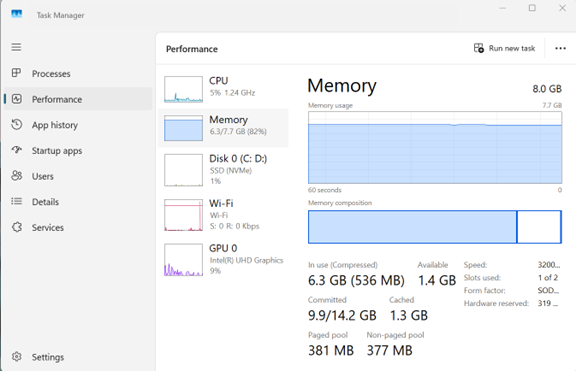 Task Manager
Performance
Run new task
Processes
Performance
App history
Startup apps
Users
Details
Services
Settings
CPU
5% 1.24 GHz
Memory
6.3/7.7 GB (82%)
Disk 0 (C: D:)
SSD (NVMe)
1%
Wi-Fi
Wi-Fi
S: 0 R: 0 Kbps
GPU 0
Intel(R) UHD Graphics
9%
Memory 8.0 GB
Memory usage 7.7 GB
60 seconds 0
Memory composition
In use (Compressed) Available
6.3 GB (536 MB) 1.4 GB
Committed Cached
9.9/14.2 GB 1.3 GB
Paged pool Non-paged pool
381 MB 377 MB
Speed: 3200...
Slots used: 1 of 2
Form factor: SOD...
Hardware reserved: 319 ...